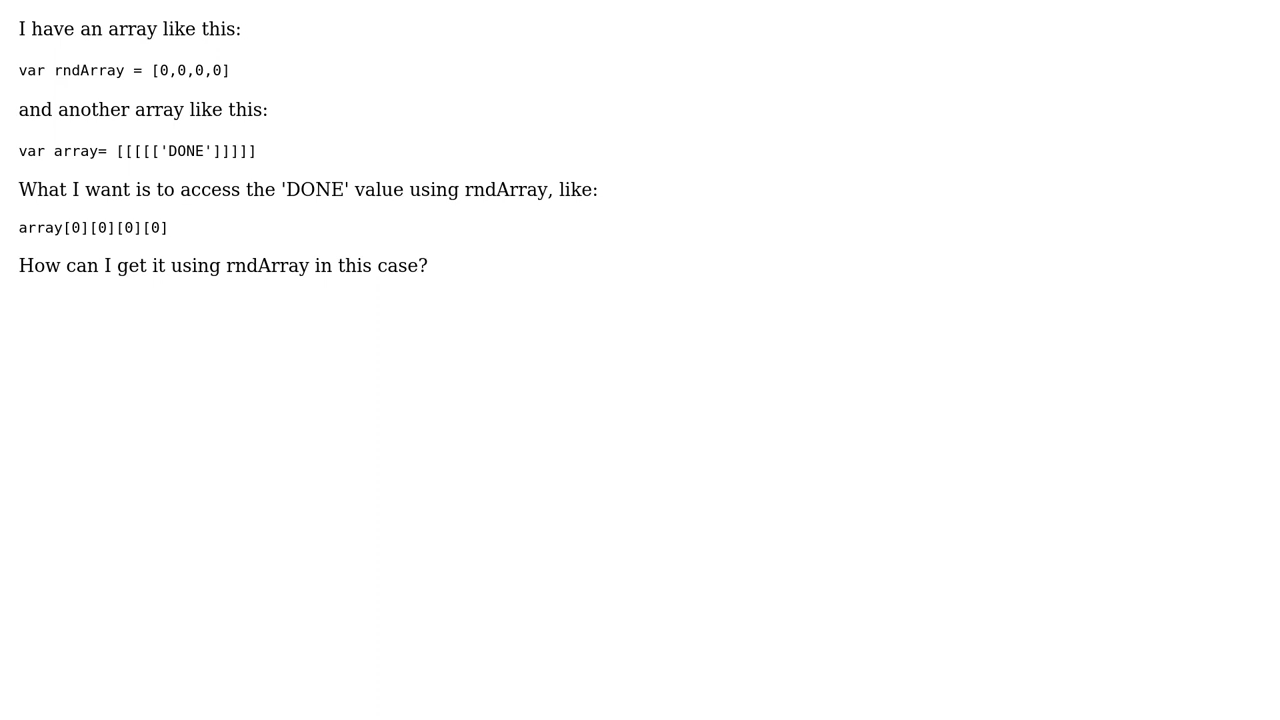 I have an array like this:
var rndArray = [0,0,0,0]
and another array like this:
var array= [[[[['DONE']]]]]
What I want is to access the 'DONE' value using rndArray, like:
array[0][0][0][0]
How can I get it using rndArray in this case?